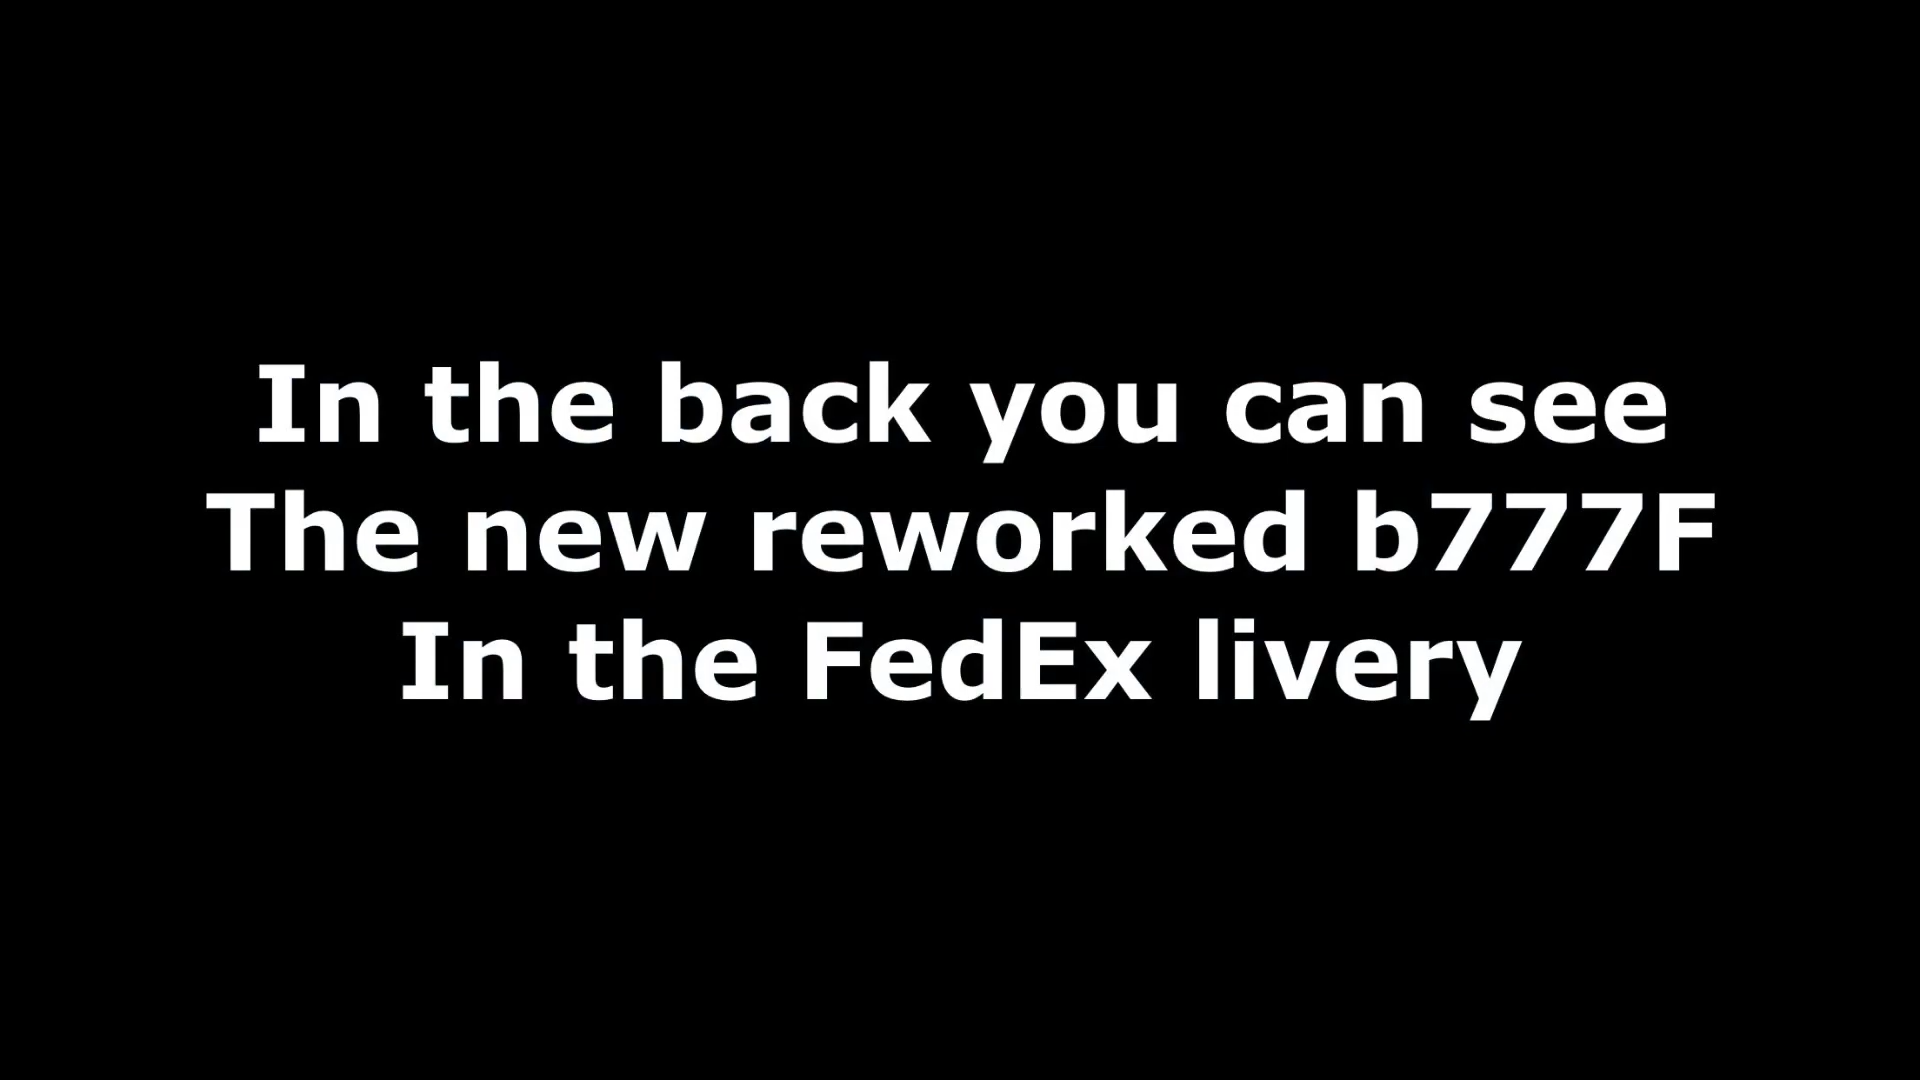 In the back you can see
The new reworked b777F
In the FedEx livery